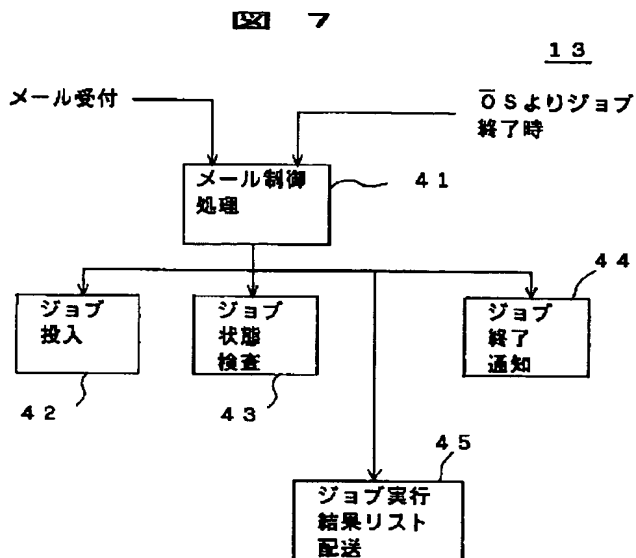 図 7
13
メール受付
OSよりジョブ
終了時
メール制御
処理
41
44
ジョブ
投入
ジョブ
状態
検査
ジョブ
終了
通知
42
43
45
ジョブ実行
結果リスト
配送